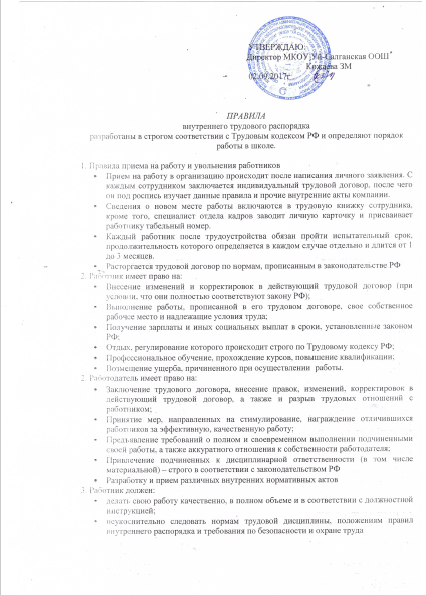 УТВЕРЖДАЮ:
Директор МКОУ Уй-Салганская ООШ"
ЗМ
02.09.2017г.
ПРАВИЛА
внутреннего трудового распорядка
разработаны в строгом соответствии с Трудовым кодексом РФ и определяют порядок
работы в школе.
1. Правила приема на работу и увольнения работников
• Прием на работу в организацию происходит после написания личного заявления. С
каждым сотрудником заключается индивидуальный трудовой договор, после чего
он под роспись изучает данные правила и прочие внутренние акты компании.
• Сведения о новом месте работы включаются в трудовую книжку сотрудника,
кроме того, специалист отдела кадров заводит личную карточку и присваивает
работнику табельный номер.
• Каждый работник после трудоустройства обязан пройти испытательный срок,
продолжительность которого определяется в каждом случае отдельно и длится от 1
до 3 месяцев.
• Расторгается трудовой договор по нормам, прописанным в законодательстве РФ
2. Работник имеет право на:
• Внесение изменений и корректировок в действующий трудовой договор (при
условии, что они полностью соответствуют закону РФ);
• Выполнение работы, прописанной в его трудовом договоре, свое собственное
рабочее место и надлежащие условия труда;
• Получение зарплаты и иных социальных выплат в сроки, установленные законом
РФ;
• Отдых, регулирование которого происходит строго по Трудовому кодексу РФ;
• Профессиональное обучение, прохождение курсов, повышение квалификации;
• Возмещение ущерба, причиненного при осуществлении работы.
2. Работодатель имеет право на:
• Заключение трудового договора, внесение правок, изменений, корректировок в
действующий трудовой договор, а также и разрыв трудовых отношений с
работником;
• Принятие мер, направленных на стимулирование, награждение отличившихся
работников за эффективную, качественную работу;
• Предъявление требований о полном и своевременном выполнении подчиненными
своей работы, а также аккуратного отношения к собственности работодателя;
• Привлечение подчиненных к дисциплинарной ответственности (в том числе
материальной) – строго в соответствии с законодательством РФ
• Разработку и прием различных внутренних нормативных актов
3. Работник должен:
• делать свою работу качественно, в полном объеме и в соответствии с должностной
инструкцией;
• неукоснительно следовать нормам трудовой дисциплины, положениям правил
внутреннего распорядка и требования по безопасности и охране труда